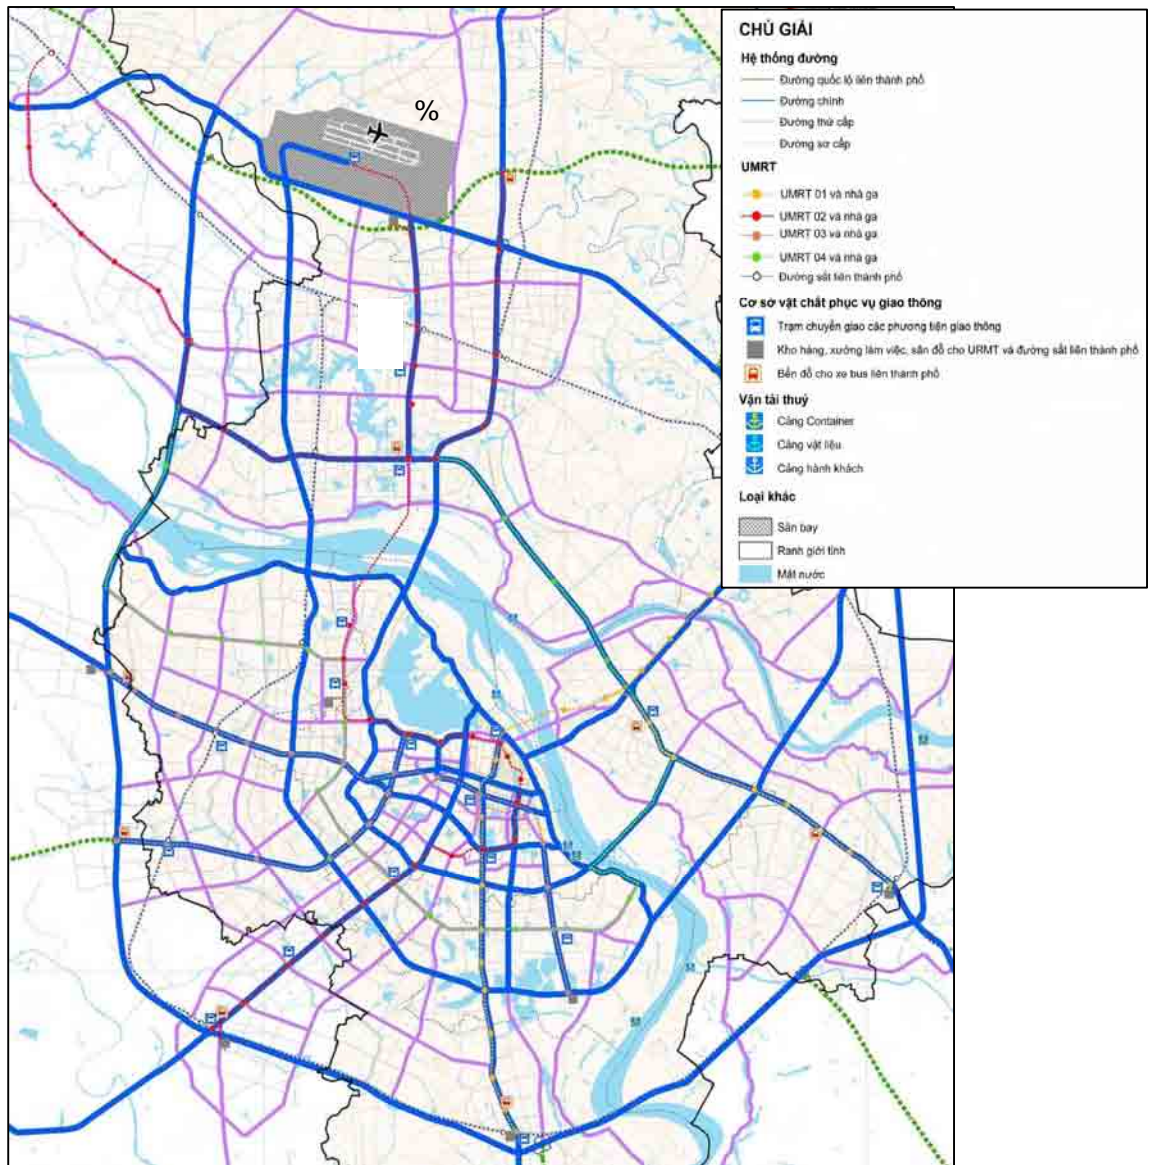 %
CHÚ GIẢI
Hệ thống đường
Đường quốc lộ liên thành phố
Đường chính
Đường thứ cấp
Đường sơ cấp
UMRT
UMRT 01 và nhà ga
UMRT 02 và nhà ga
UMRT 03 và nhà ga
UMRT 04 và nhà ga
Đường sắt liên thành phố
Cơ sở vật chất phục vụ giao thông
Trạm chuyển giao các phương tiện giao thông
Kho hàng, xưởng làm việc, sân đỗ cho URMT và đường sắt liên thành phố
Bến đỗ cho xe bus liên thành phố
Vận tải thuỷ
Cảng Container
Cảng vật liệu
Cảng hành khách
Loại khác
Sân bay
Ranh giới tỉnh
Mặt nước